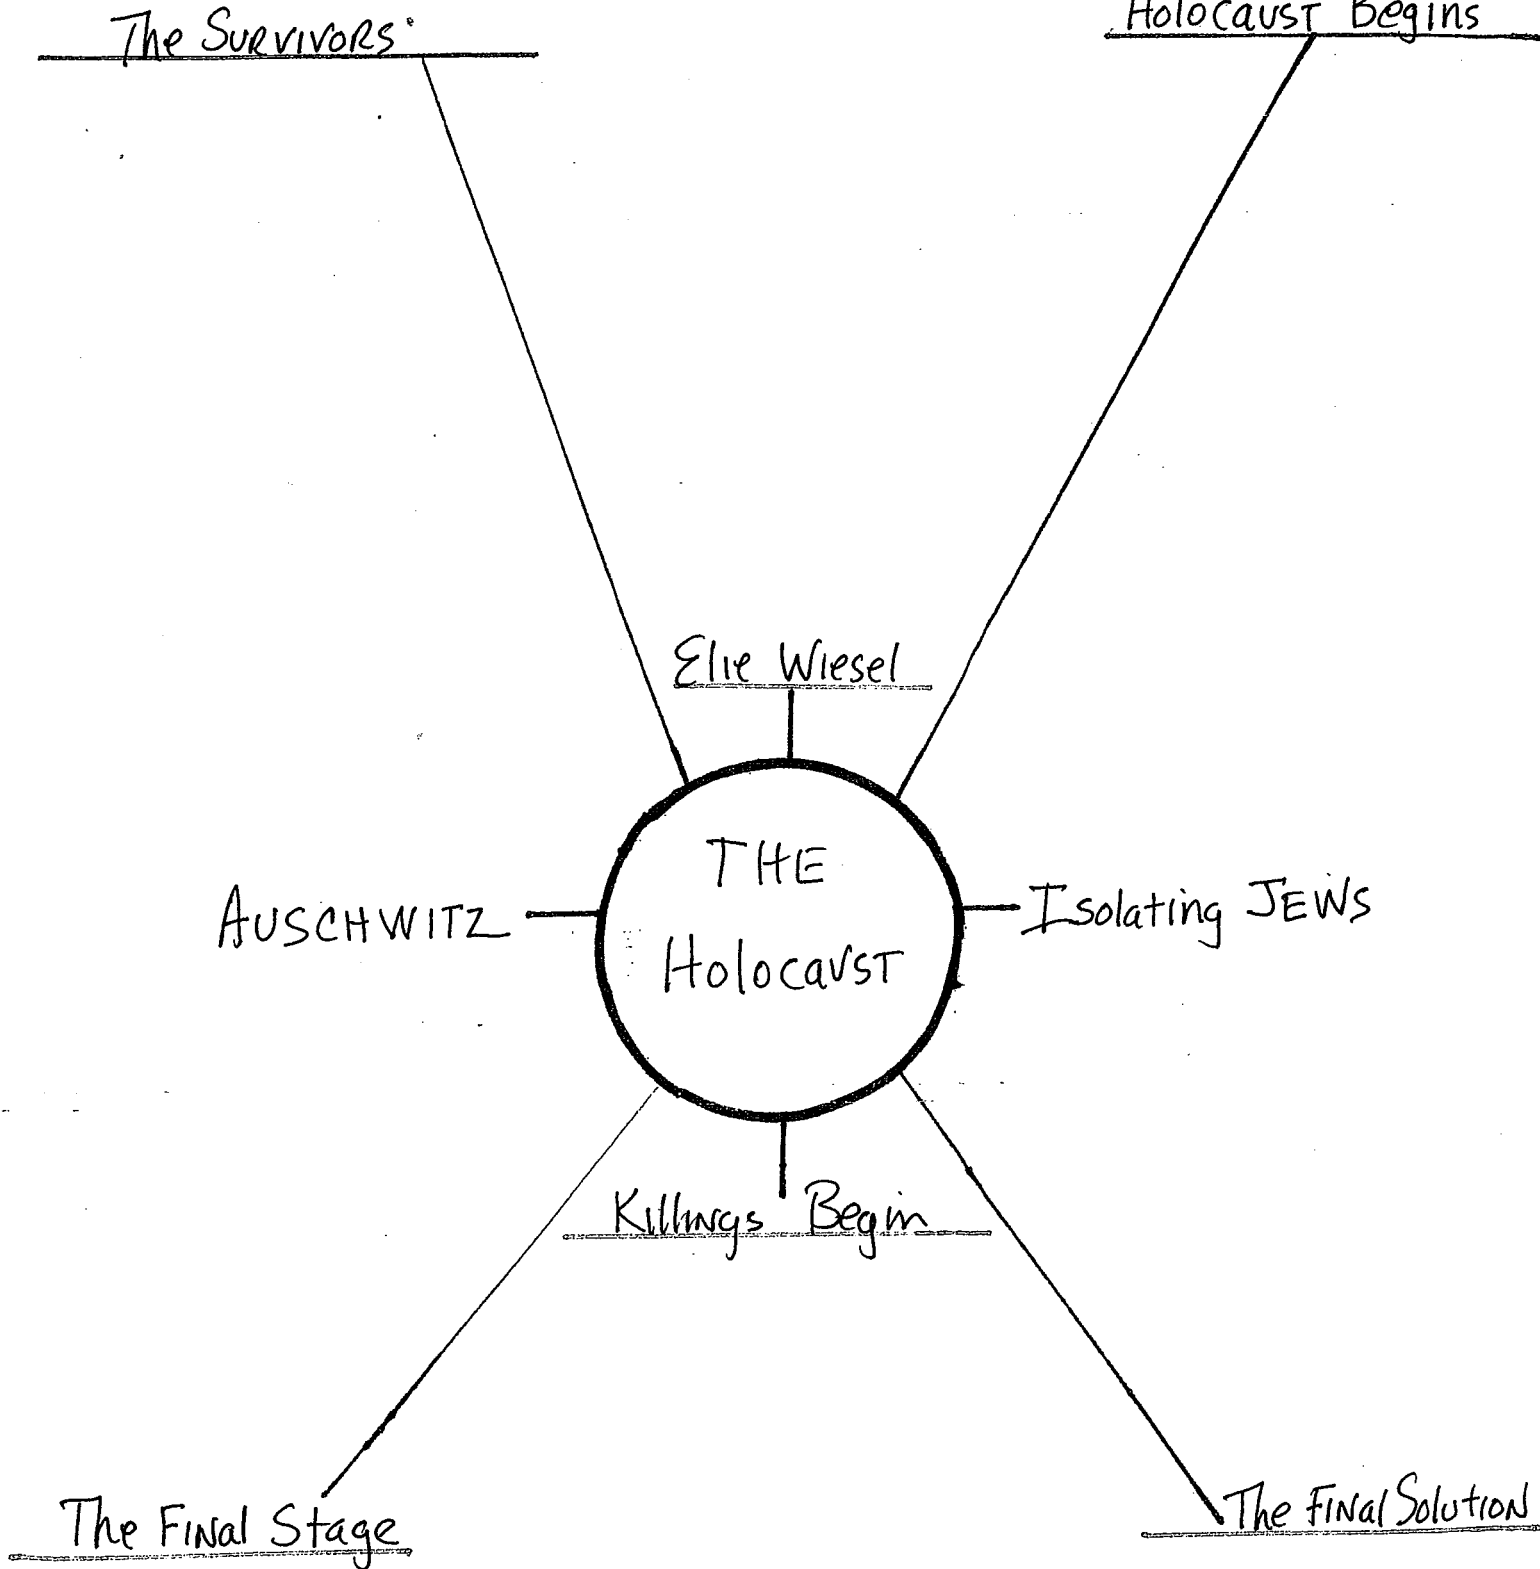 The Survivors
Holocaust Begins
Elie Wiesel
THE
Holocaust
AUSCHWITZ
Isolating JEWS
Killings Begin
The Final Stage
The Final Solution